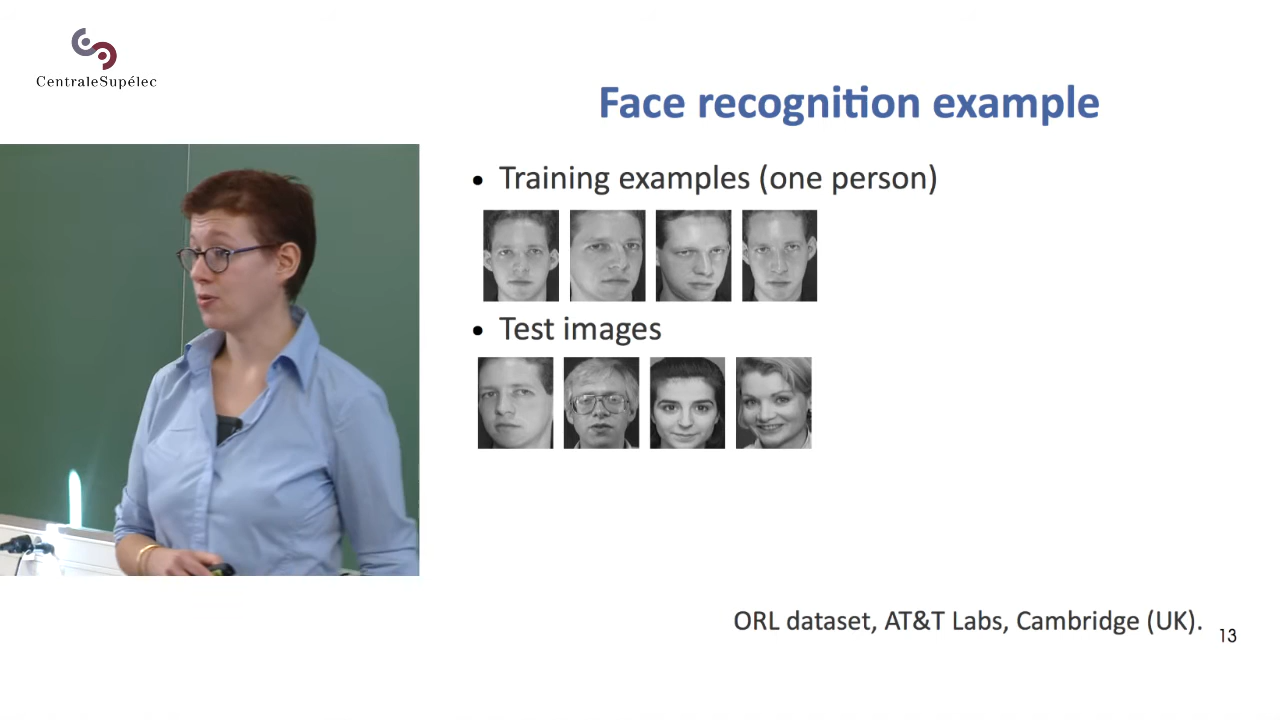 CentraleSupélec
Face recognition example
• Training examples (one person)
• Test images
ORL dataset, AT&T Labs, Cambridge (UK).
13